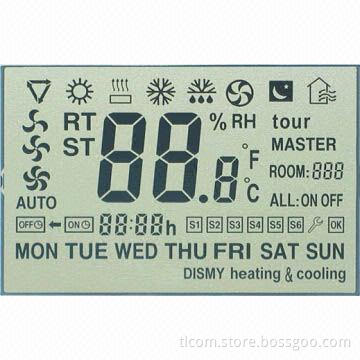 RT 88.8 % RH tour
ST °F MASTER
°C ROOM: 888
AUTO ALL: ON OFF
OFF ← ON 88:88h S1 S2 S3 S4 S5 S6 OK
MON TUE WED THU FRI SAT SUN
DISMY heating & cooling
tlcom.store.bossgoo.com